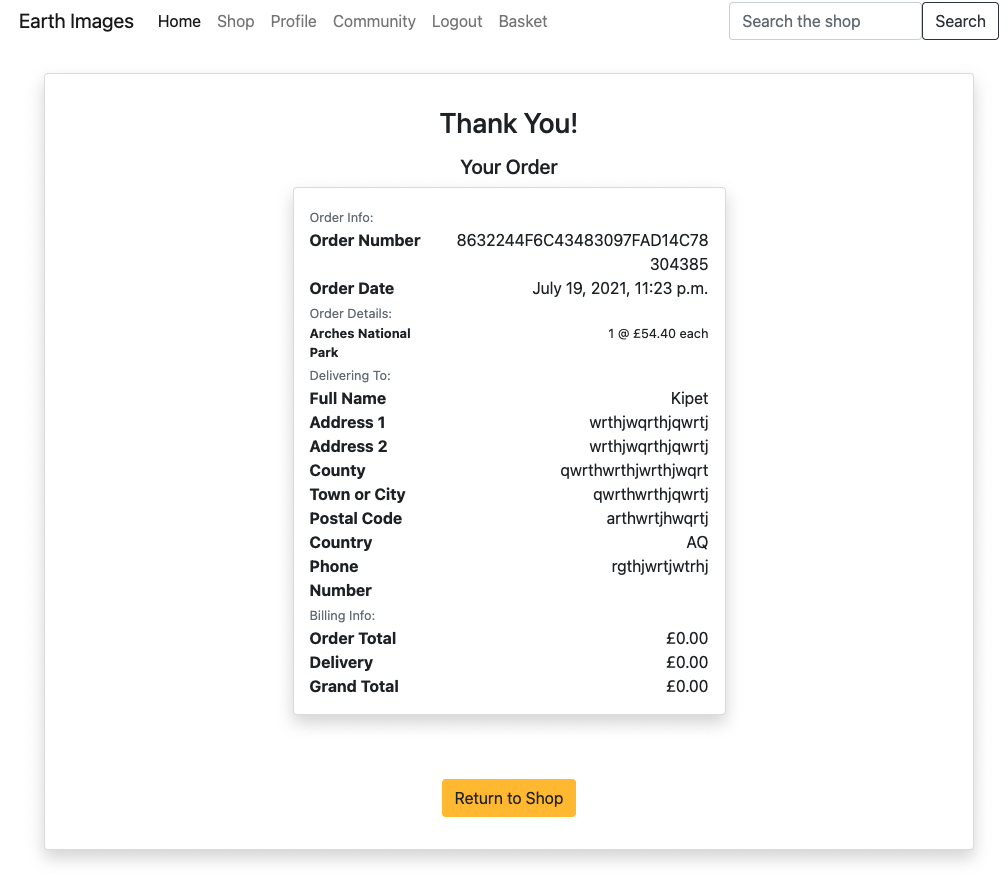 Earth Images Home Shop Profile Community Logout Basket Search the shop Search
Thank You!
Your Order
Order Info:
Order Number 8632244F6C43483097FAD14C78
304385
Order Date July 19, 2021, 11:23 p.m.
Order Details:
Arches National 1 @ £54.40 each
Park
Delivering To:
Full Name Kipet
Address 1 wrthjwqrthjqwrtj
Address 2 wrthjwqrthjqwrtj
County qwrthwrthjwrthjwqrt
Town or City qwrthwrthjqwrtj
Postal Code arthwrtjhwqrtj
Country AQ
Phone rgthjwrtjwtrhj
Number
Billing Info:
Order Total £0.00
Delivery £0.00
Grand Total £0.00
Return to Shop